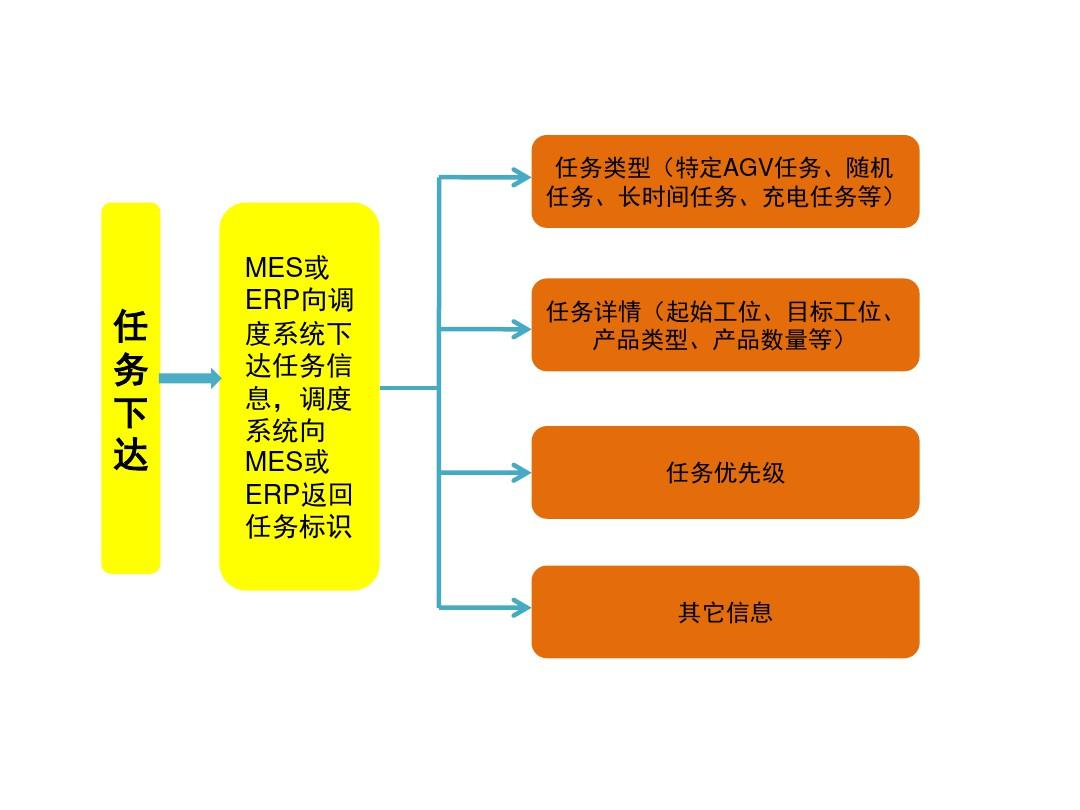 任
务
下
达
MES或
ERP向调
度系统下
达任务信
息，调度
系统向
MES或
ERP返回
任务标识
任务类型（特定AGV任务、随机
任务、长时间任务、充电任务等）
任务详情（起始工位、目标工位、
产品类型、产品数量等）
任务优先级
其它信息